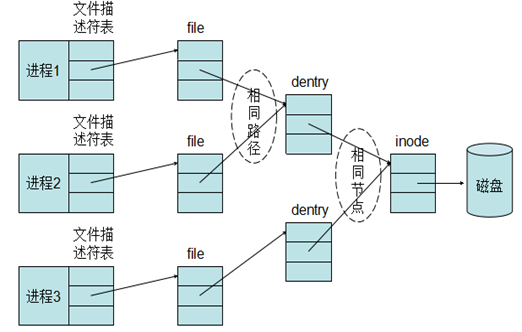 文件描
述符表
进程1
file
相
同
路
径
dentry
文件描
述符表
进程2
file
相
同
节
点
inode
磁盘
dentry
文件描
述符表
进程3
file